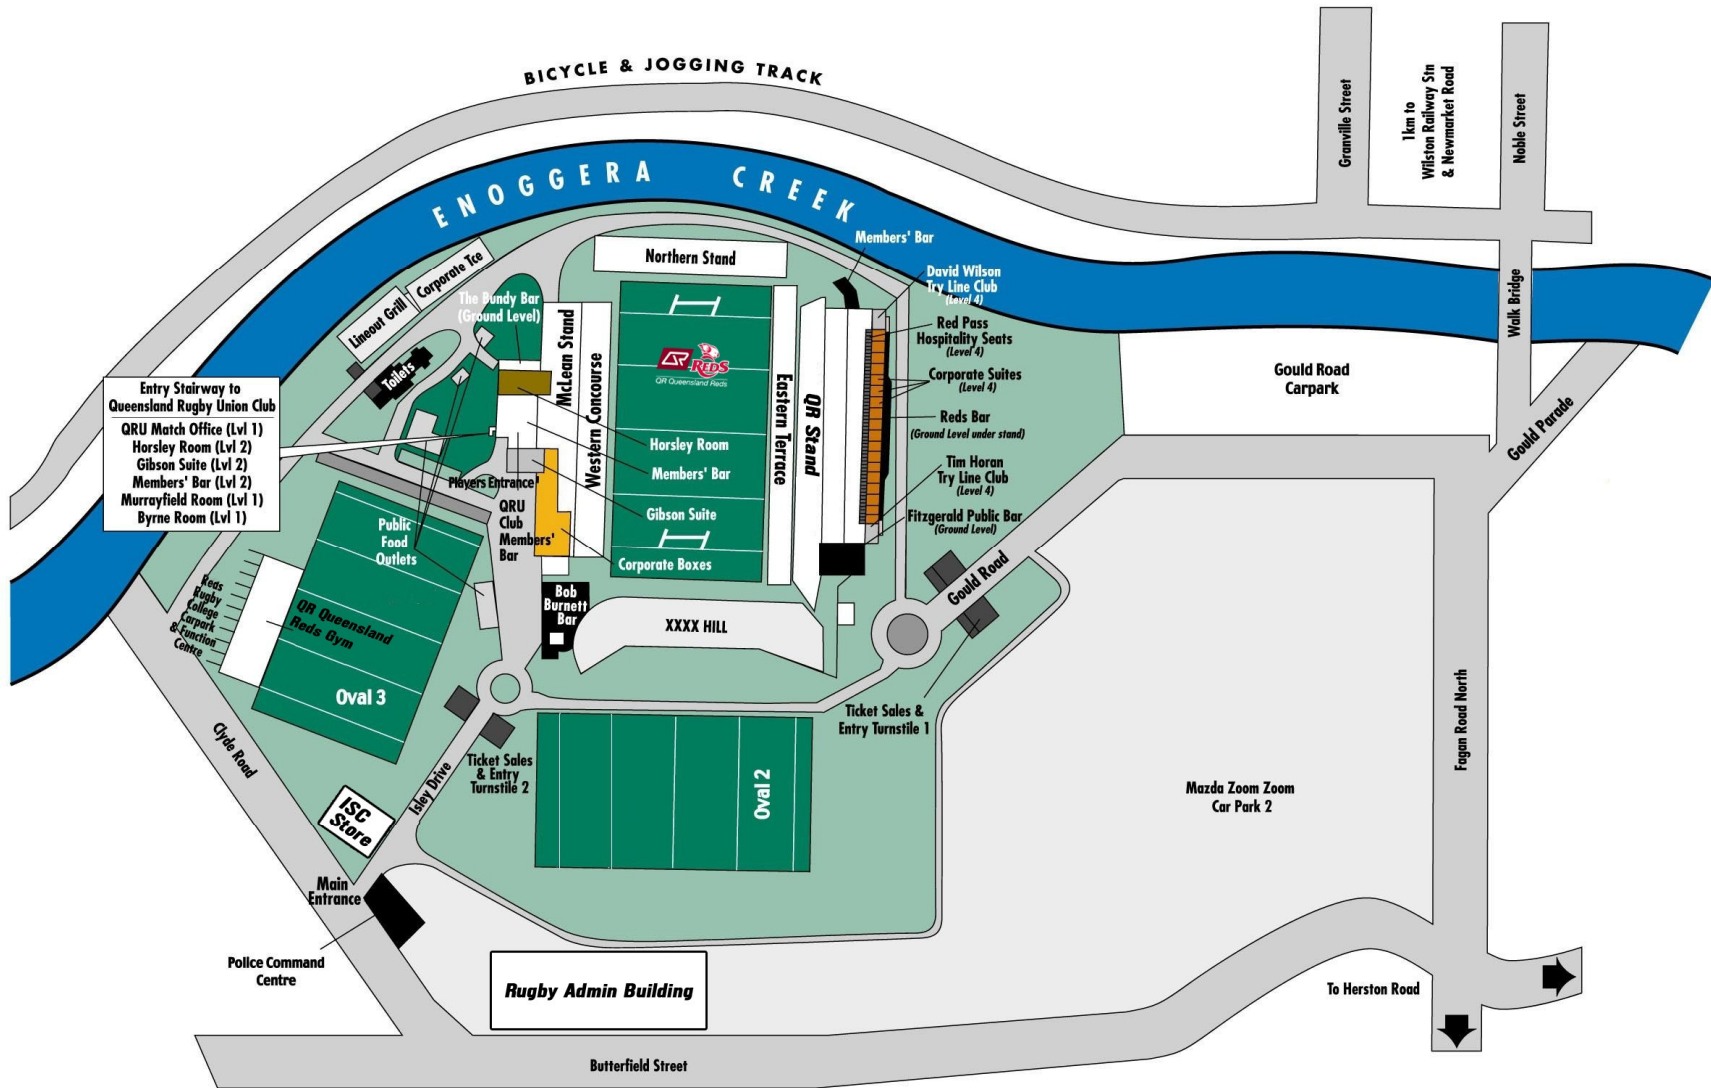 BICYCLE & JOGGING TRACK
ENOGGERA CREEK
Granville Street
1km to
Wilston Railway Stn
& Newmarket Road
Noble Street
Walk Bridge
Gould Parade
Gould Road
Carpark
Northern Stand
Members' Bar
David Wilson
Try Line Club
(Level 4)
Red Pass
Hospitality Seats
(Level 4)
Corporate Suites
(Level 4)
Reds Bar
(Ground Level under stand)
Tim Horan
Try Line Club
(Level 4)
Fitzgerald Public Bar
(Ground Level)
Corporate Tce
Lineout Grill
The Bundy Bar
(Ground Level)
Toilets
McLean Stand
Western Concourse
QR
REDS
QR Queensland Reds
Eastern Terrace
QR Stand
Entry Stairway to
Queensland Rugby Union Club
QRU Match Office (Lvl 1)
Horsley Room (Lvl 2)
Gibson Suite (Lvl 2)
Members' Bar (Lvl 2)
Murrayfield Room (Lvl 1)
Byrne Room (Lvl 1)
Horsley Room
Members' Bar
Players Entrance
Gibson Suite
QRU
Club
Members'
Bar
Corporate Boxes
Public
Food
Outlets
Bob
Burnett
Bar
XXXX HILL
Gould Road
Reds
Rugby
College
Carpark
& Function
Centre
QR Queensland
Reds Gym
Oval 3
Ticket Sales &
Entry Turnstile 1
Ticket Sales
& Entry
Turnstile 2
Oval 2
Clyde Road
Isley Drive
ISC
Store
Main
Entrance
Police Command
Centre
Rugby Admin Building
Mazda Zoom Zoom
Car Park 2
Fagan Road North
To Herston Road
Butterfield Street